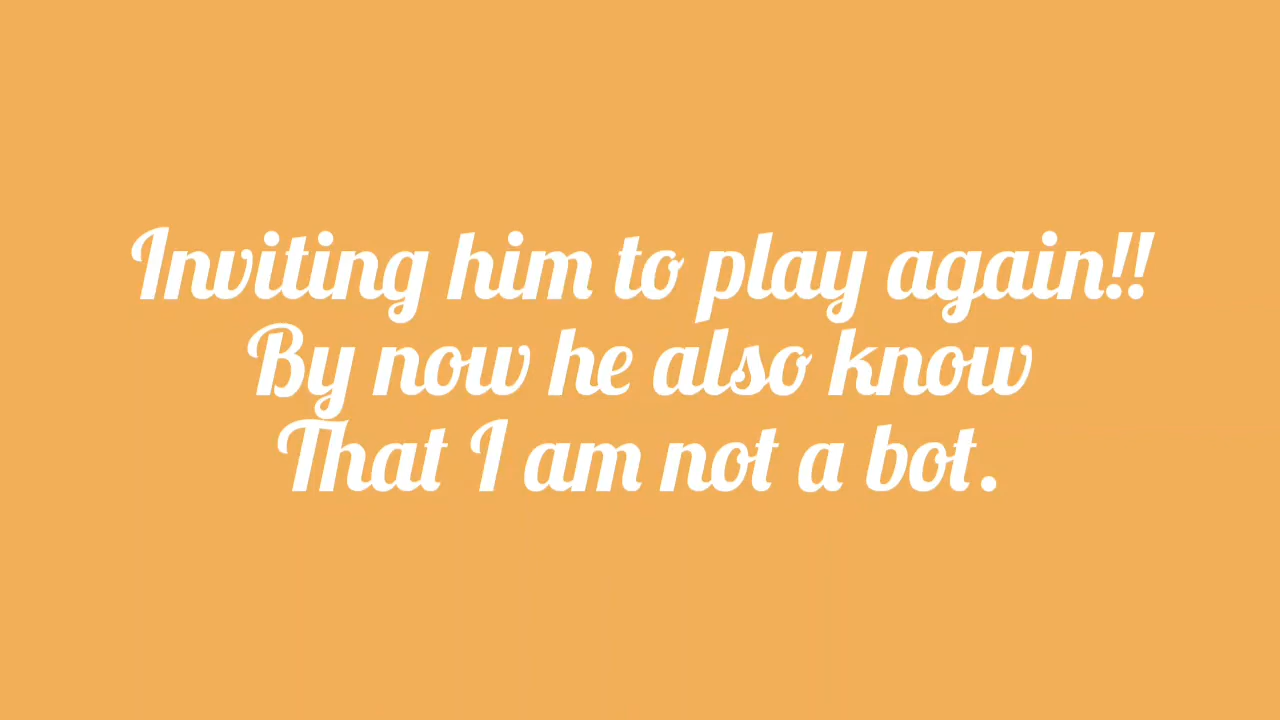 Inviting him to play again!!
By now he also know
That I am not a bot.